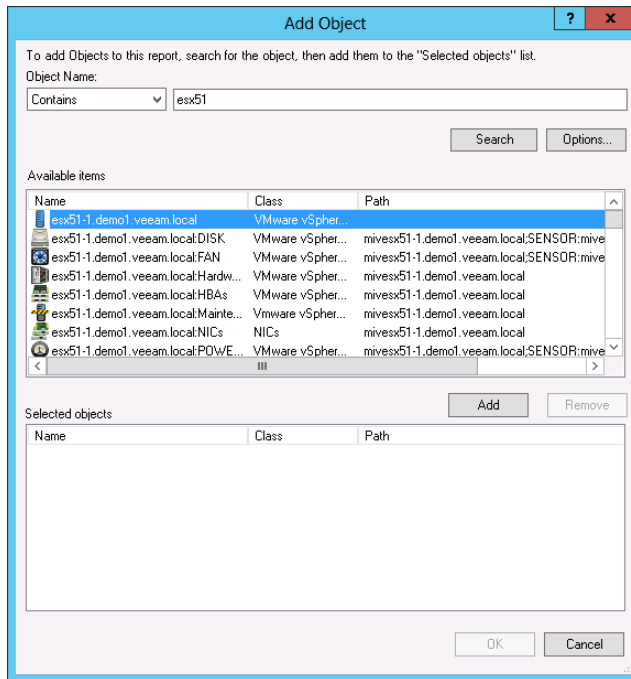 Add Object
? x
To add Objects to this report, search for the object, then add them to the "Selected objects" list.
Object Name:
Contains esx51
Search Options...
Available items
Name Class Path
esx51-1.demo1.veeam.local VMware vSpher...
esx51-1.demo1.veeam.local:DISK VMware vSpher... mivesx51-1.demo1.veeam.local;SENSOR:mive
esx51-1.demo1.veeam.local:FAN VMware vSpher... mivesx51-1.demo1.veeam.local;SENSOR:mive
esx51-1.demo1.veeam.local:Hardw... VMware vSpher... mivesx51-1.demo1.veeam.local
esx51-1.demo1.veeam.local:HBAs VMware vSpher... mivesx51-1.demo1.veeam.local
esx51-1.demo1.veeam.local:Mainte... Vmware vSpher... mivesx51-1.demo1.veeam.local
esx51-1.demo1.veeam.local:NICs NICs mivesx51-1.demo1.veeam.local
esx51-1.demo1.veeam.local:POWE... VMware vSpher... mivesx51-1.demo1.veeam.local;SENSOR:mive
Add Remove
Selected objects
Name Class Path
OK Cancel